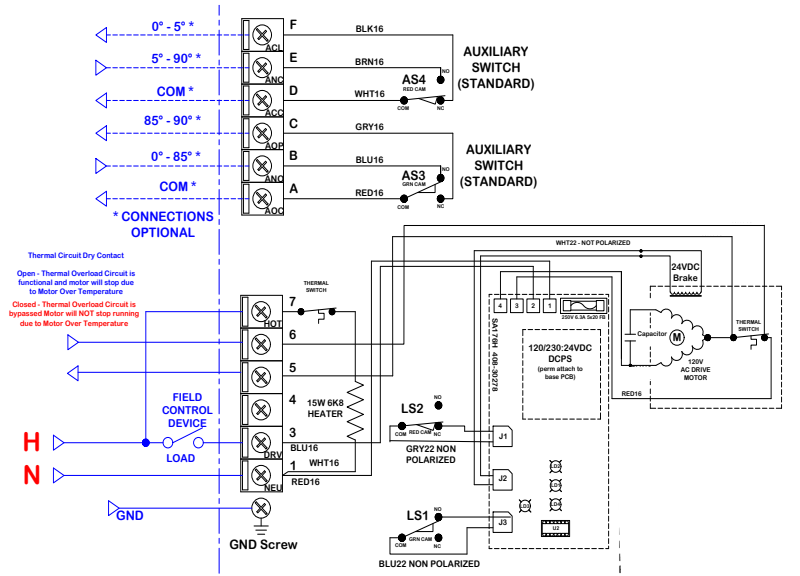 0° - 5° *
ACL
F
BLK16
5° - 90° *
ANC
E
BRN16
NO
AS4
RED CAM
AUXILIARY
SWITCH
(STANDARD)
COM *
ACC
D
WHT16
COM
NC
85° - 90° *
AOP
C
GRY16
0° - 85° *
ANO
B
BLU16
NO
AS3
GRN CAM
AUXILIARY
SWITCH
(STANDARD)
COM *
AOC
A
RED16
COM
NC
* CONNECTIONS
OPTIONAL
WHT22 - NOT POLARIZED
Thermal Circuit Dry Contact
Open - Thermal Overload Circuit is
functional and motor will stop due
to Motor Over Temperature
Closed - Thermal Overload Circuit is
bypassed Motor will NOT stop running
due to Motor Over Temperature
24VDC
Brake
7
HOT
THERMAL
SWITCH
6
5
4
3
DRV
BLU16
1
NEU
WHT16
RED16
15W 6K8
HEATER
4
3
2
1
250V 6.3A 5x20 FB
SA176H 408-30278
120/230:24VDC
DCPS
(perm attach to
base PCB)
Capacitor
M
THERMAL
SWITCH
120V
AC DRIVE
MOTOR
RED16
FIELD
CONTROL
DEVICE
LOAD
H
N
GND
GND Screw
LS2
NO
COM
RED CAM
NC
GRY22 NON
POLARIZED
J1
J2
J3
LS1
NO
COM
GRN CAM
NC
BLU22 NON POLARIZED
LD2
LD1
LD3
LD4
U2